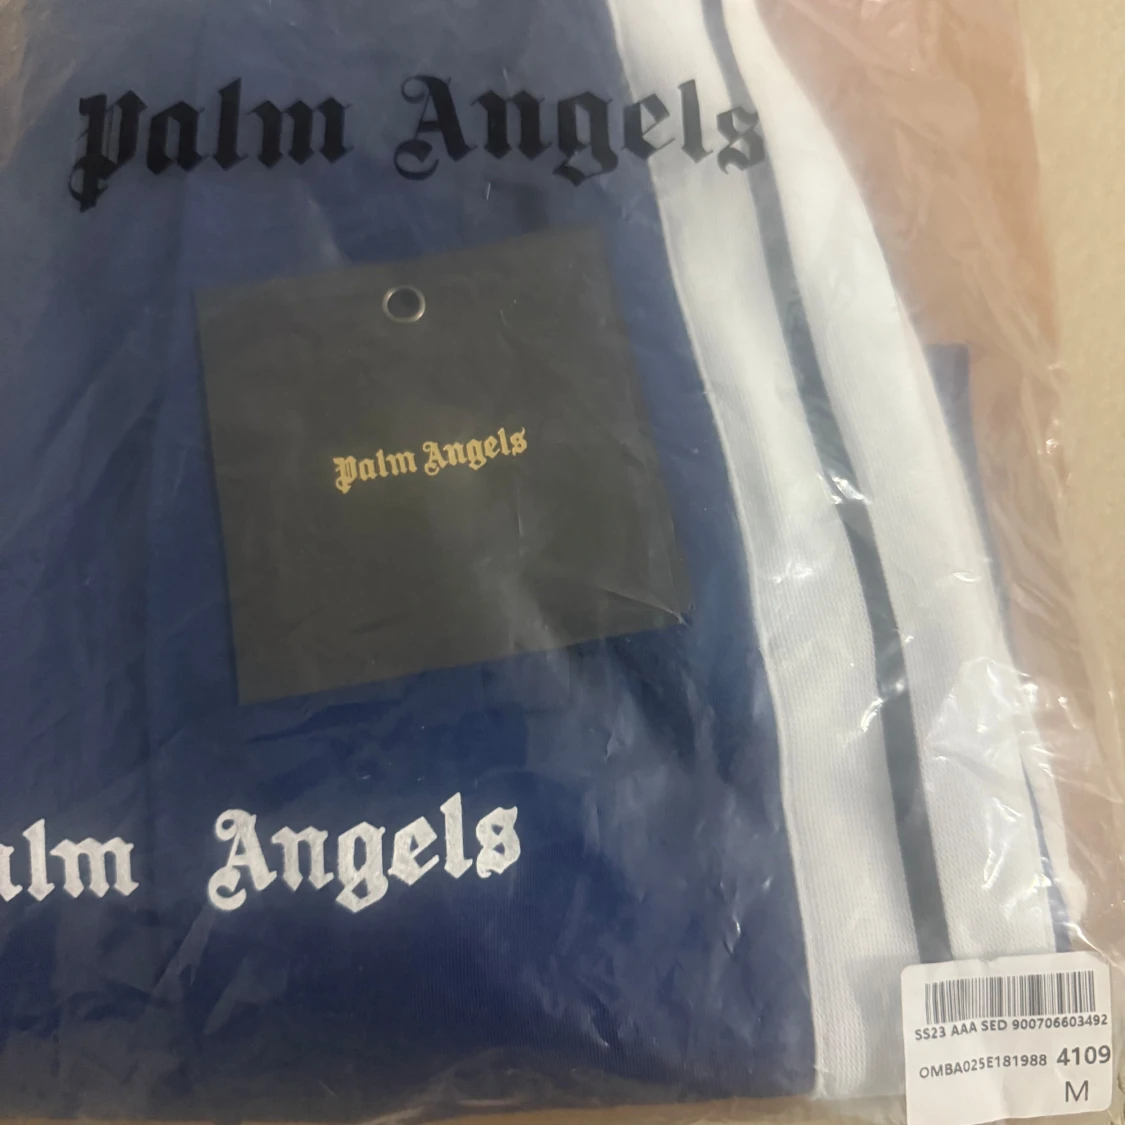 Palm Angels
Palm Angels
alm Angels
SS23 AAA SED 900706603492
OMBA025E181988 4109
M